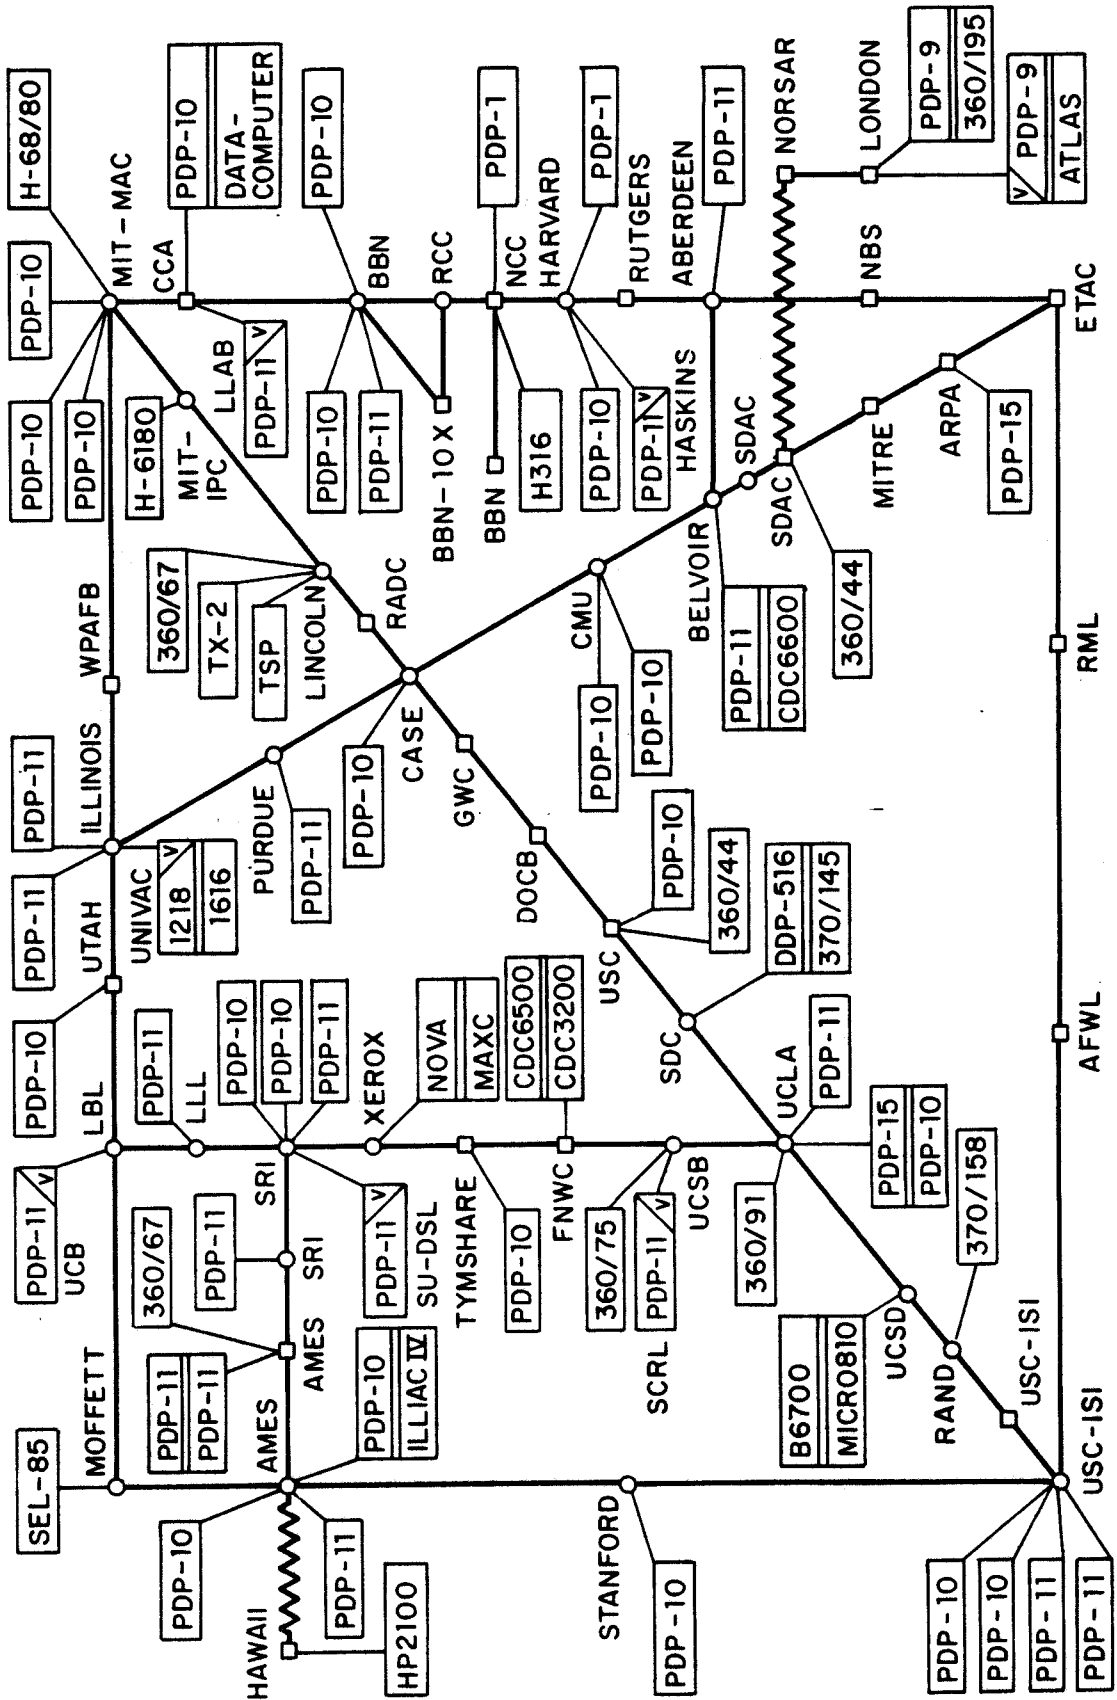 SEL-85
PDP-11 V
UCB
PDP-10
PDP-11
PDP-11
PDP-10
PDP-10
H-68/80
MOFFETT
LBL
UTAH
ILLINOIS
WPAFB
PDP-10
MIT-MAC
360/67
PDP-11
UNIVAC
V
1218
1616
PDP-11
PDP-11
PDP-10
PDP-11
LLL
360/67
TX-2
TSP
H-6180
MIT-
IPC
CCA
PDP-10
DATA-
COMPUTER
LLAB
PDP-11 V
HAWAII
AMES
AMES
SRI
SRI
PDP-10
PDP-10
PDP-11
PURDUE
PDP-11
LINCOLN
PDP-11
HP2100
PDP-10
ILLIAC IV
PDP-11 V
SU-DSL
XEROX
NOVA
MAXC
PDP-10
CASE
RADC
PDP-10
PDP-11
BBN
PDP-10
BBN-10X
RCC
TYMSHARE
PDP-10
GWC
BBN
NCC
PDP-1
H316
CDC6500
CDC3200
FNWC
DOCB
HARVARD
PDP-1
PDP-10
PDP-11 V
STANFORD
PDP-10
360/75
PDP-11 V
SCRL
UCSB
USC
PDP-10
360/44
CMU
PDP-10
PDP-10
RUTGERS
HASKINS
ABERDEEN
PDP-11
SDC
DDP-516
370/145
BELVOIR
PDP-11
CDC6600
SDAC
SDAC
360/44
NORSAR
360/91
UCLA
PDP-11
PDP-15
PDP-10
B6700
MICRO810
UCSD
RAND
370/158
MITRE
NBS
LONDON
PDP-9
360/195
V PDP-9
ATLAS
ARPA
PDP-15
USC-ISI
PDP-10
PDP-10
PDP-11
PDP-11
USC-ISI
AFWL
RML
ETAC